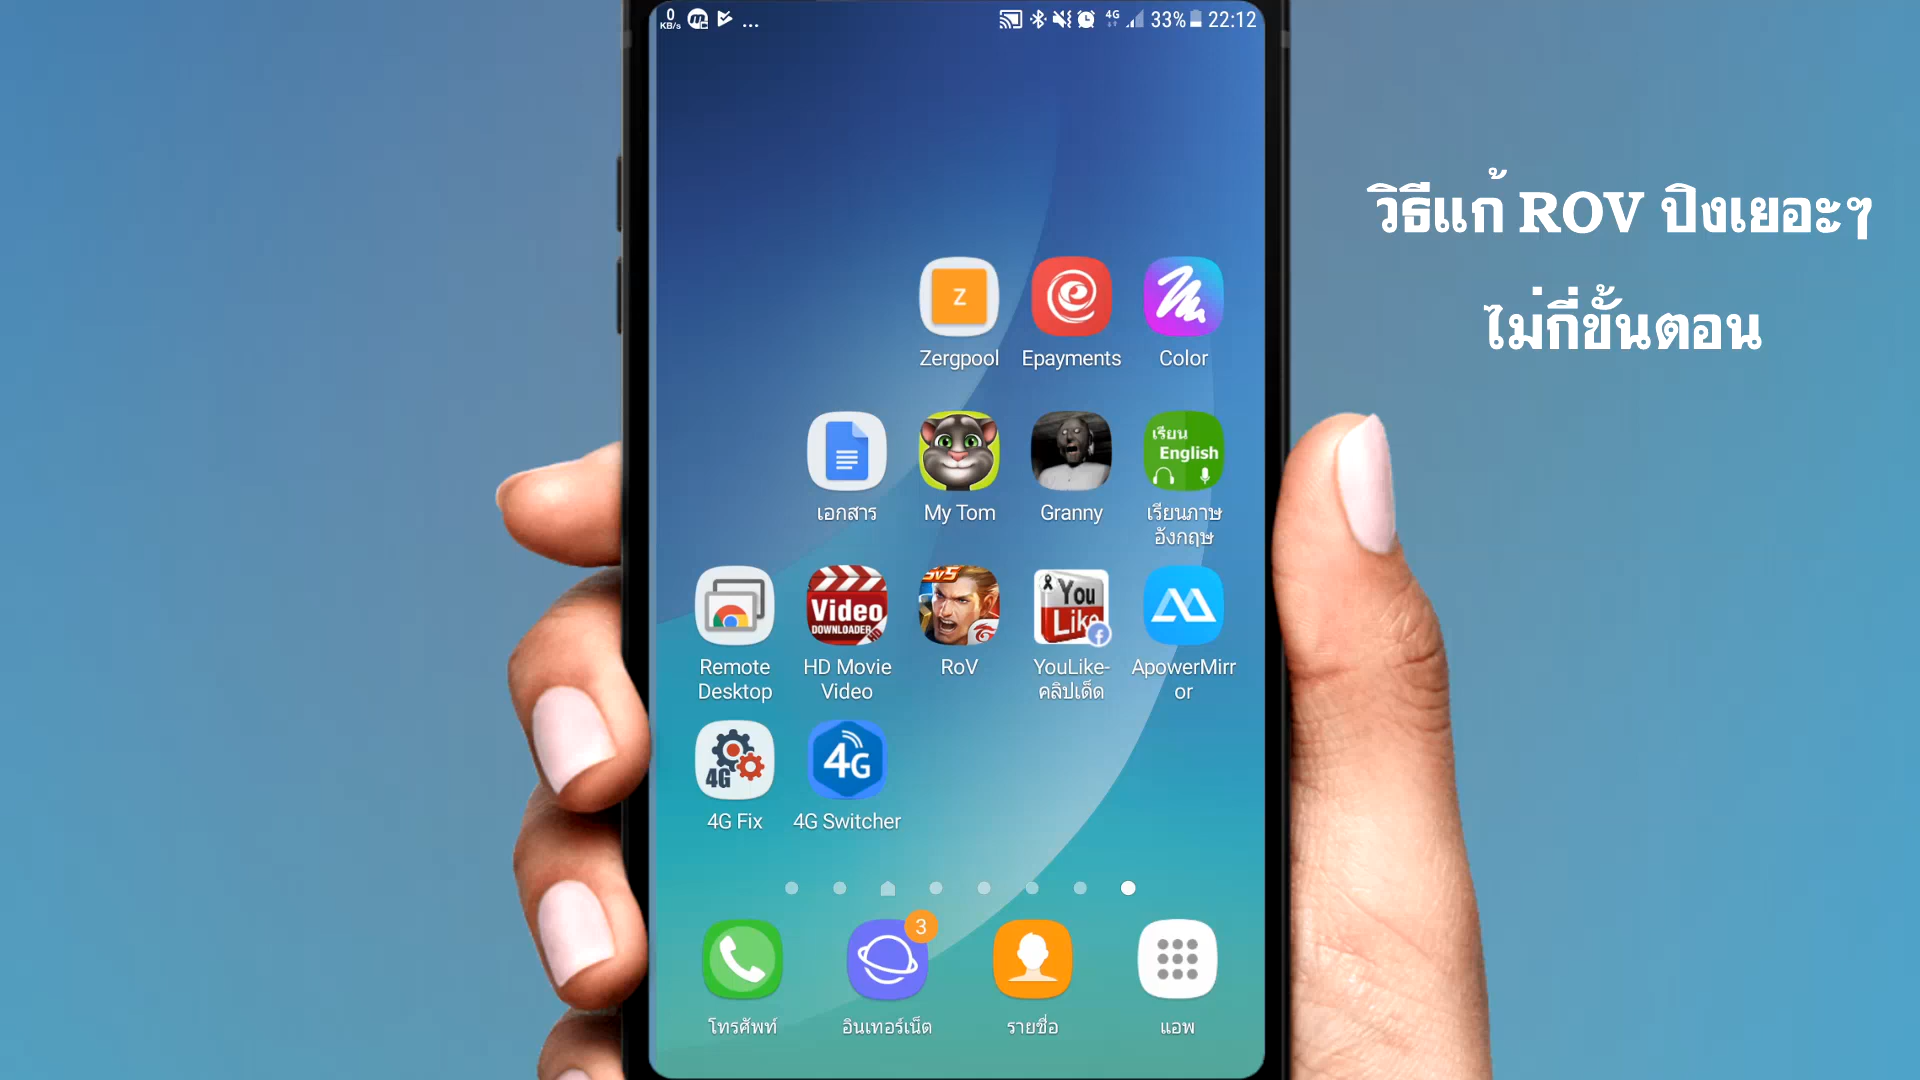 0
KB/s
...
4G
33%
22:12
วิธีแก้ ROV ปิงเยอะๆ
ไม่กี่ขั้นตอน
Z
Zergpool
Epayments
Color
เรียน
English
เอกสาร
My Tom
Granny
เรียนภาษ
อังกฤษ
Video
DOWNLOADER HD
5v5
You
Like
f
Remote
Desktop
HD Movie
Video
RoV
YouLike-
คลิปเด็ด
ApowerMirr
or
4G
4G
4G Fix
4G Switcher
3
โทรศัพท์
อินเทอร์เน็ต
รายชื่อ
แอพ